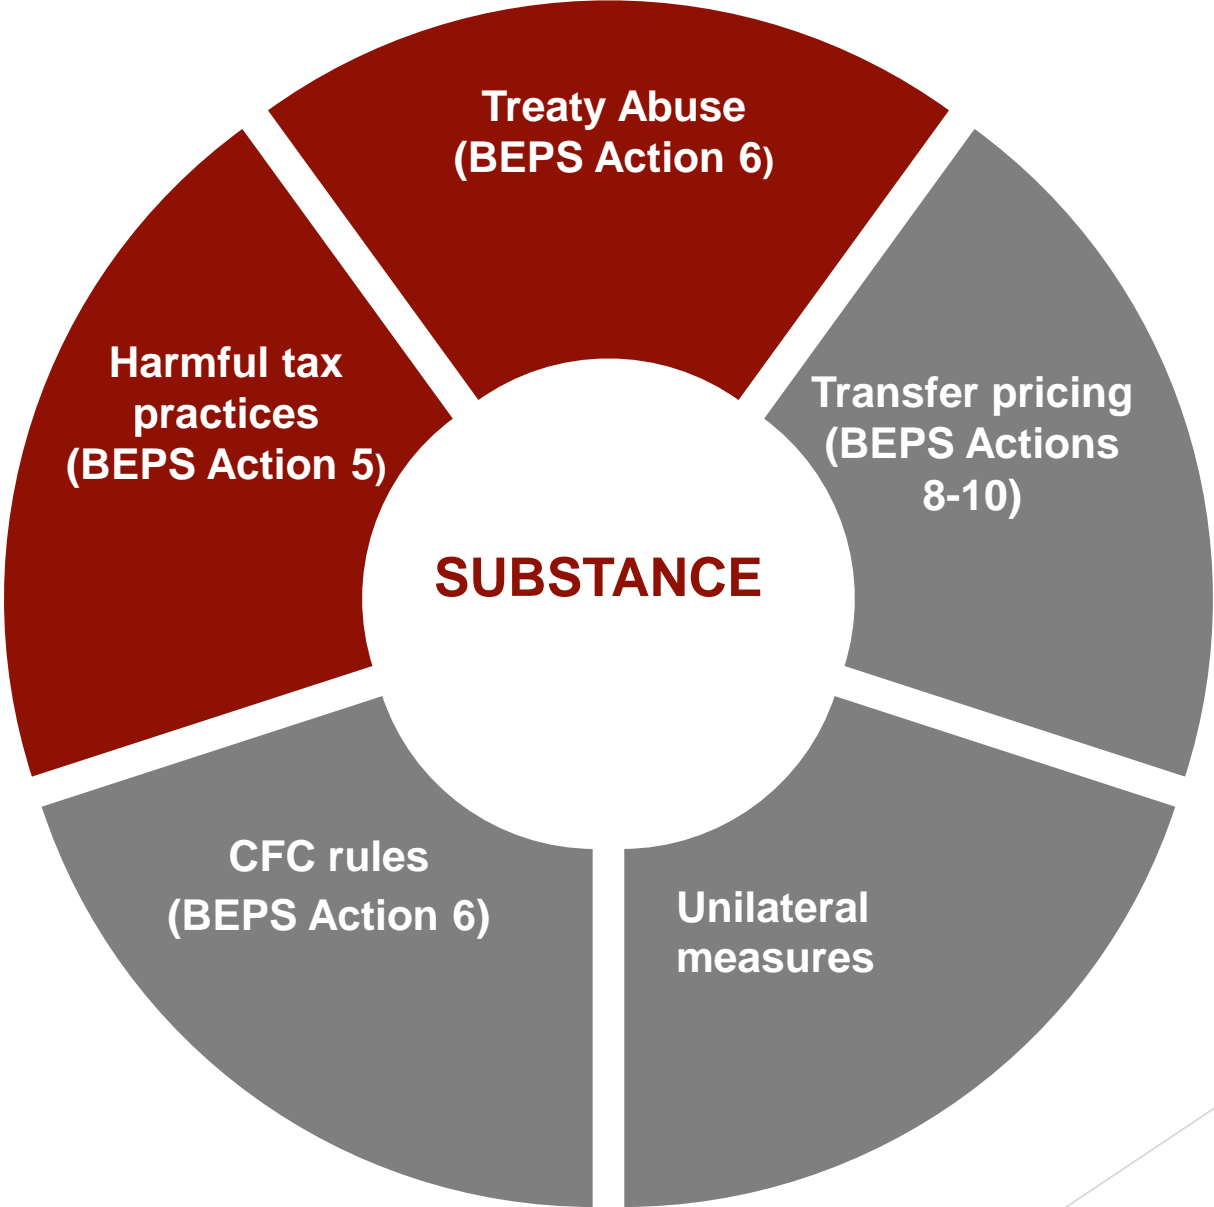 Treaty Abuse
(BEPS Action 6)
Harmful tax
practices
(BEPS Action 5)
Transfer pricing
(BEPS Actions
8-10)
SUBSTANCE
CFC rules
(BEPS Action 6)
Unilateral
measures